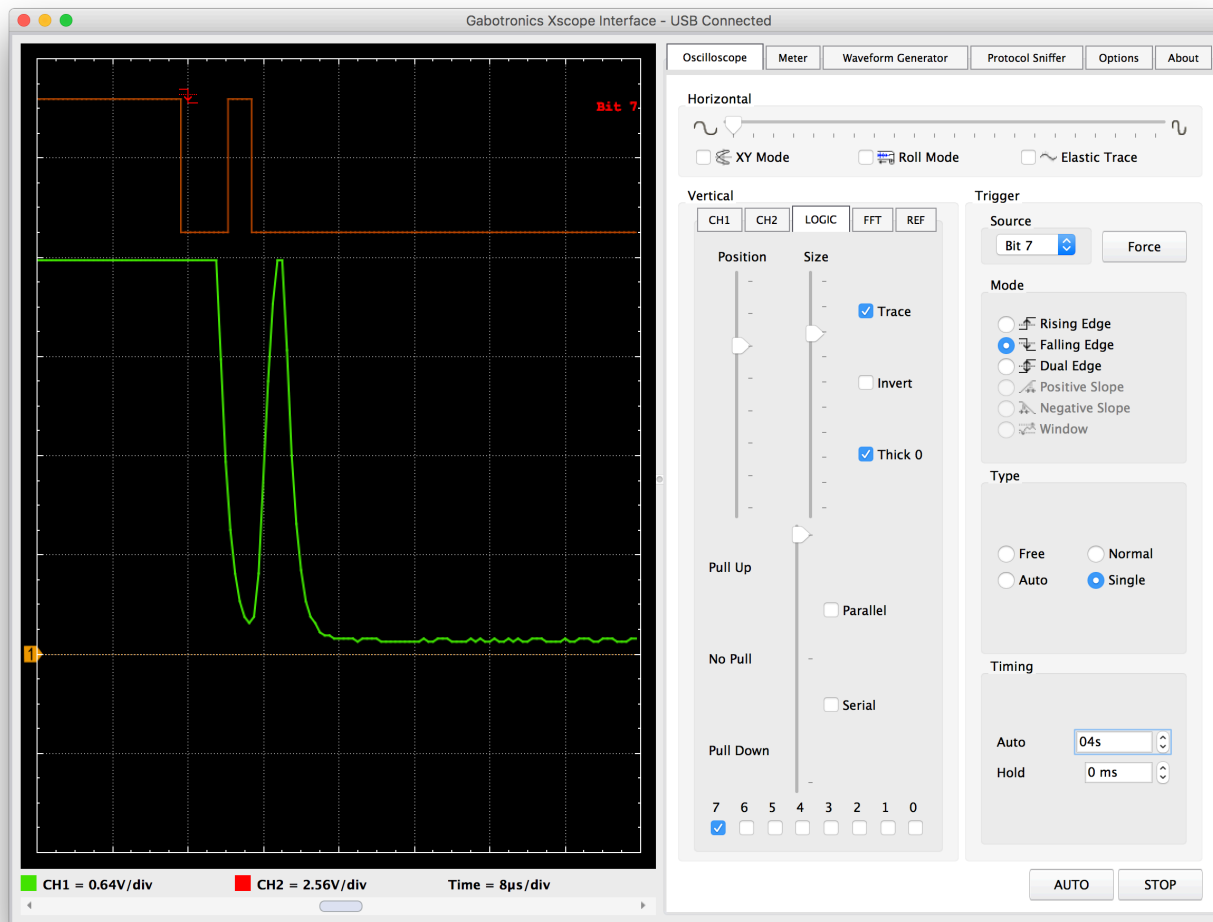 Gabotronics Xscope Interface - USB Connected
Oscilloscope Meter Waveform Generator Protocol Sniffer Options About
Bit 7
1
CH1 = 0.64V/div CH2 = 2.56V/div Time = 8µs/div
Horizontal
XY Mode Roll Mode Elastic Trace
Vertical
CH1 CH2 LOGIC FFT REF
Position Size
Trace
Invert
Thick 0
Pull Up
Parallel
No Pull
Serial
Pull Down
7 6 5 4 3 2 1 0
Trigger
Source
Bit 7 Force
Mode
Rising Edge
Falling Edge
Dual Edge
Positive Slope
Negative Slope
Window
Type
Free Normal
Auto Single
Timing
Auto 04s
Hold 0 ms
AUTO STOP